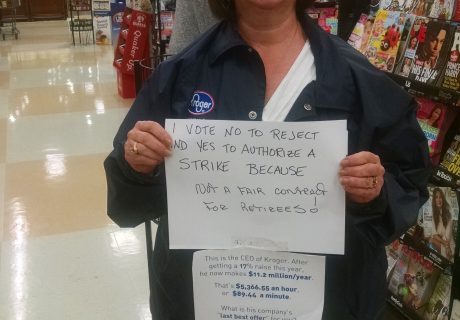 Kroger
I VOTE NO TO REJECT
AND YES TO AUTHORIZE A
STRIKE BECAUSE
NOT A FAIR CONTRACT
FOR RETIREES!
This is the CEO of Kroger. After
getting a 17% raise this year,
he now makes $11.2 million/year.
That's $5,366.55 an hour
or $89.44 a minute.
What is his company's
"last best offer" for you?